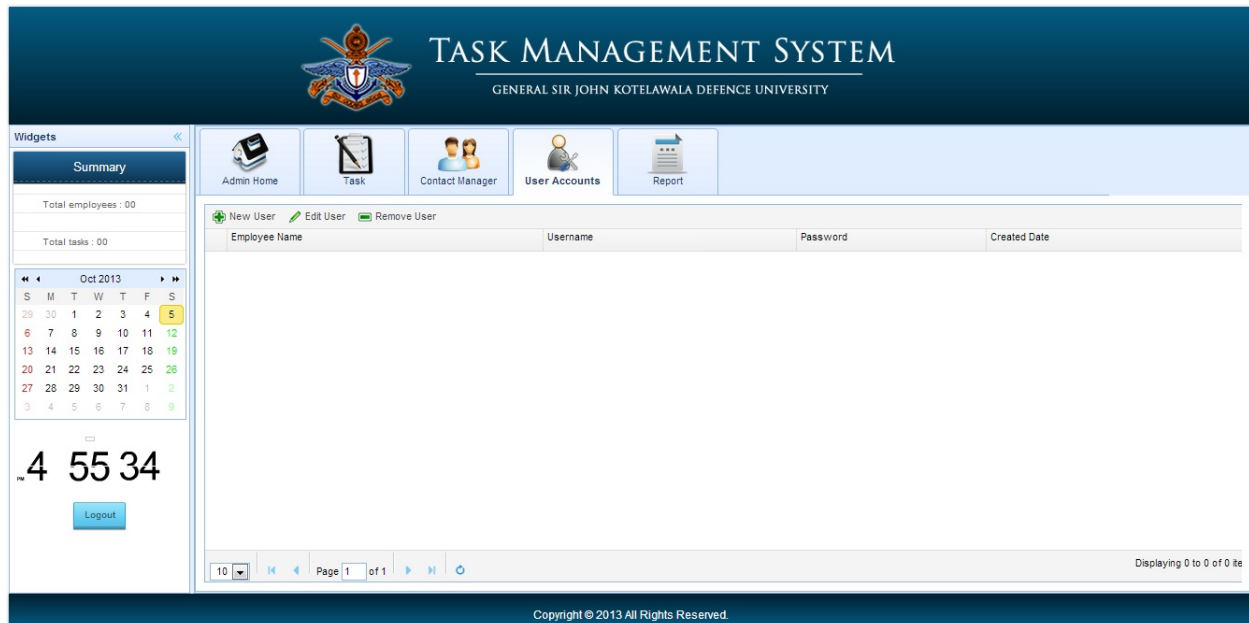 TASK MANAGEMENT SYSTEM
GENERAL SIR JOHN KOTELAWALA DEFENCE UNIVERSITY
Widgets
Summary
Total employees : 00
Total tasks : 00
Oct 2013
S M T W T F S
29 30 1 2 3 4 5
6 7 8 9 10 11 12
13 14 15 16 17 18 19
20 21 22 23 24 25 26
27 28 29 30 31 1 2
3 4 5 6 7 8 9
PM 4 55 34
Logout
Admin Home Task Contact Manager User Accounts Report
New User Edit User Remove User
Employee Name Username Password Created Date
10 Page 1 of 1 Displaying 0 to 0 of 0 ite
Copyright © 2013 All Rights Reserved.